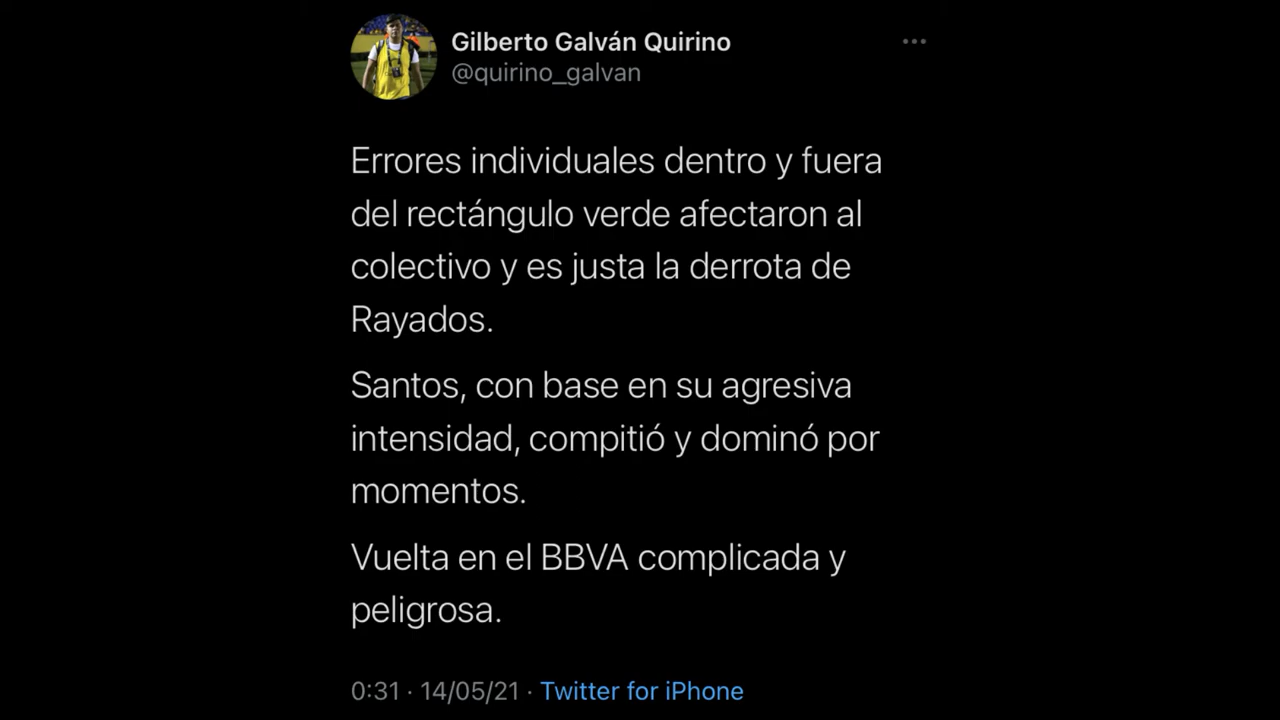 Gilberto Galván Quirino
@quirino_galvan
Errores individuales dentro y fuera
del rectángulo verde afectaron al
colectivo y es justa la derrota de
Rayados.
Santos, con base en su agresiva
intensidad, compitió y dominó por
momentos.
Vuelta en el BBVA complicada y
peligrosa.
0:31 · 14/05/21 · Twitter for iPhone